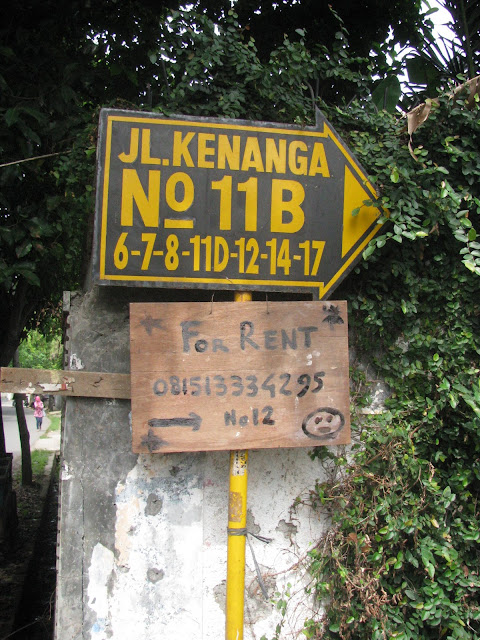 JL.KENANGA
No 11 B
6-7-8-11D-12-14-17
FOR RENT
081513334295
No12